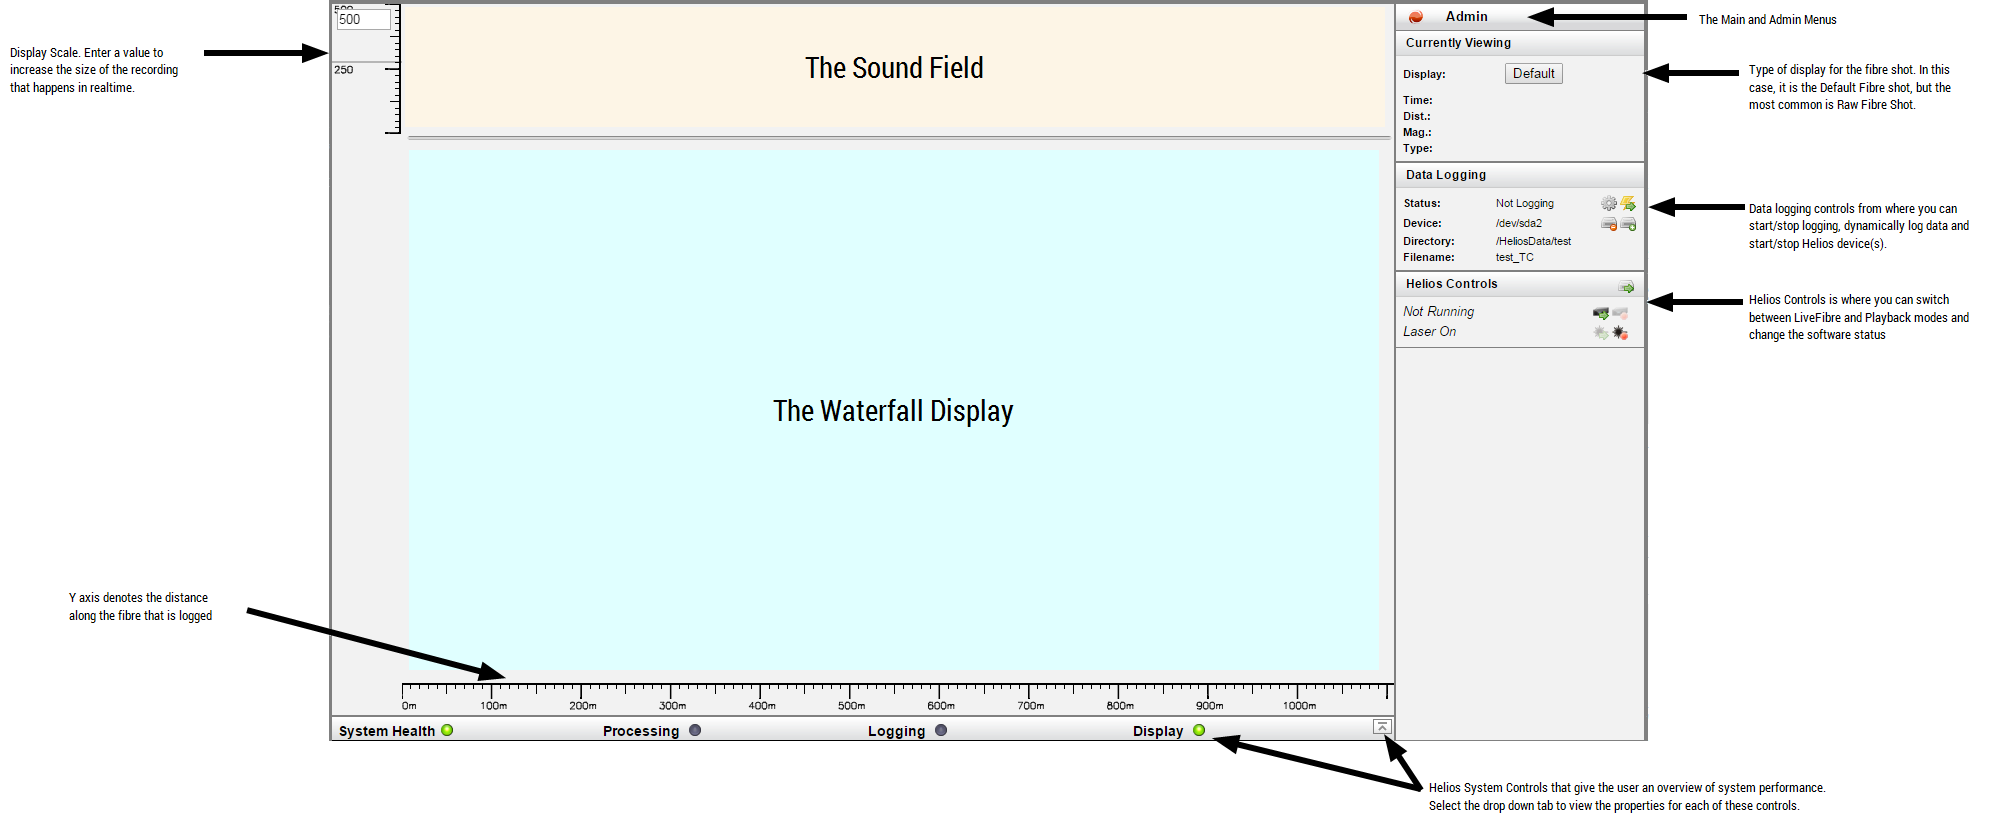 500
500
250
Display Scale. Enter a value to
increase the size of the recording
that happens in realtime.
The Sound Field
The Waterfall Display
Y axis denotes the distance
along the fibre that is logged
0m 100m 200m 300m 400m 500m 600m 700m 800m 900m 1000m
System Health Processing Logging Display
Admin
The Main and Admin Menus
Currently Viewing
Display: Default
Time:
Dist.:
Mag.:
Type:
Type of display for the fibre shot. In this
case, it is the Default Fibre shot, but the
most common is Raw Fibre Shot.
Data Logging
Status: Not Logging
Device: /dev/sda2
Directory: /HeliosData/test
Filename: test_TC
Data logging controls from where you can
start/stop logging, dynamically log data and
start/stop Helios device(s).
Helios Controls
Not Running
Laser On
Helios Controls is where you can switch
between LiveFibre and Playback modes and
change the software status
Helios System Controls that give the user an overview of system performance.
Select the drop down tab to view the properties for each of these controls.